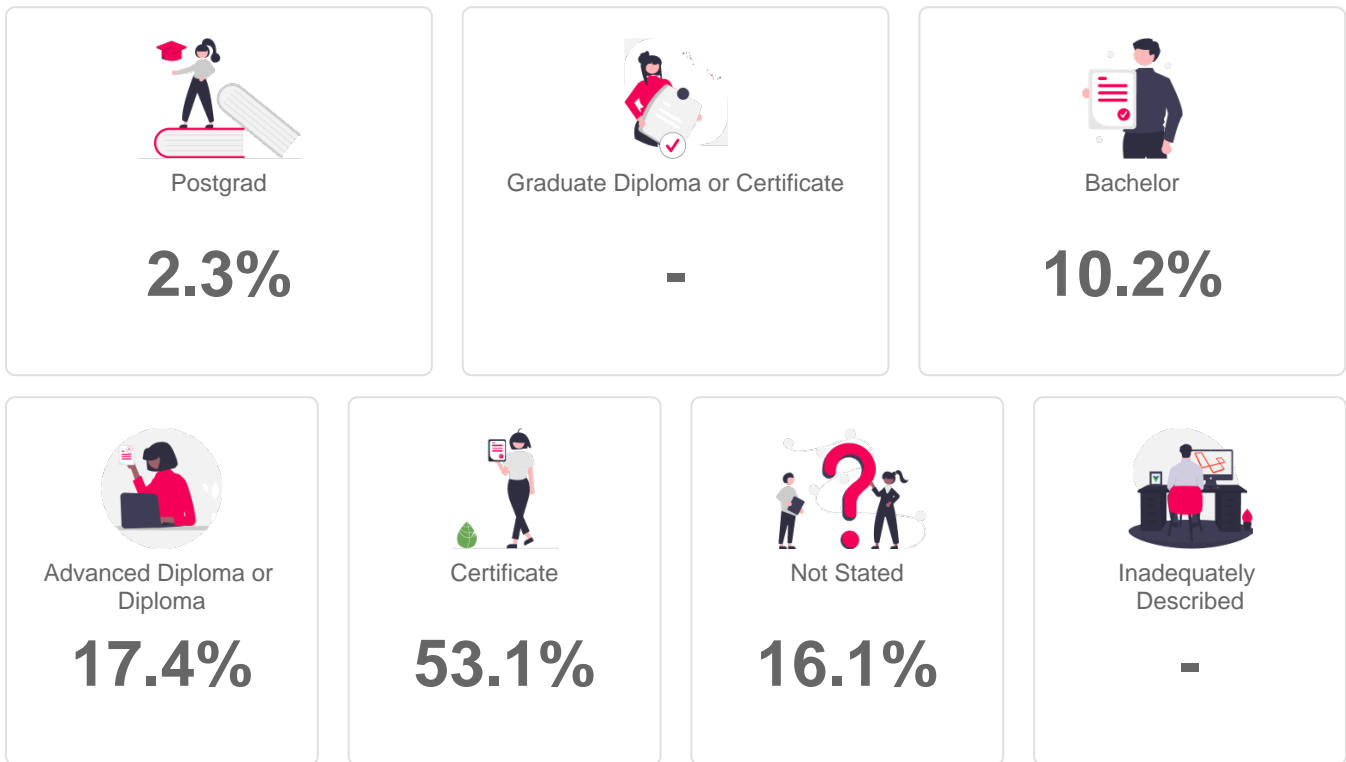 Postgrad
2.3%
Graduate Diploma or Certificate
-
Bachelor
10.2%
Advanced Diploma or
Diploma
17.4%
Certificate
53.1%
Not Stated
16.1%
Inadequately
Described
-